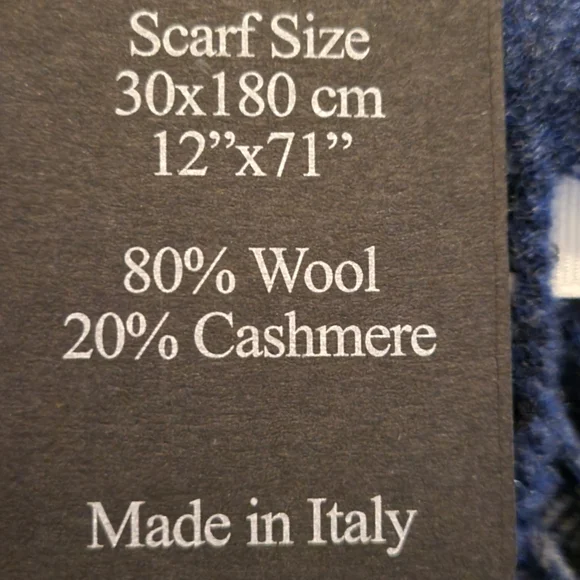 Scarf Size
30x180 cm
12”x71”
80% Wool
20% Cashmere
Made in Italy